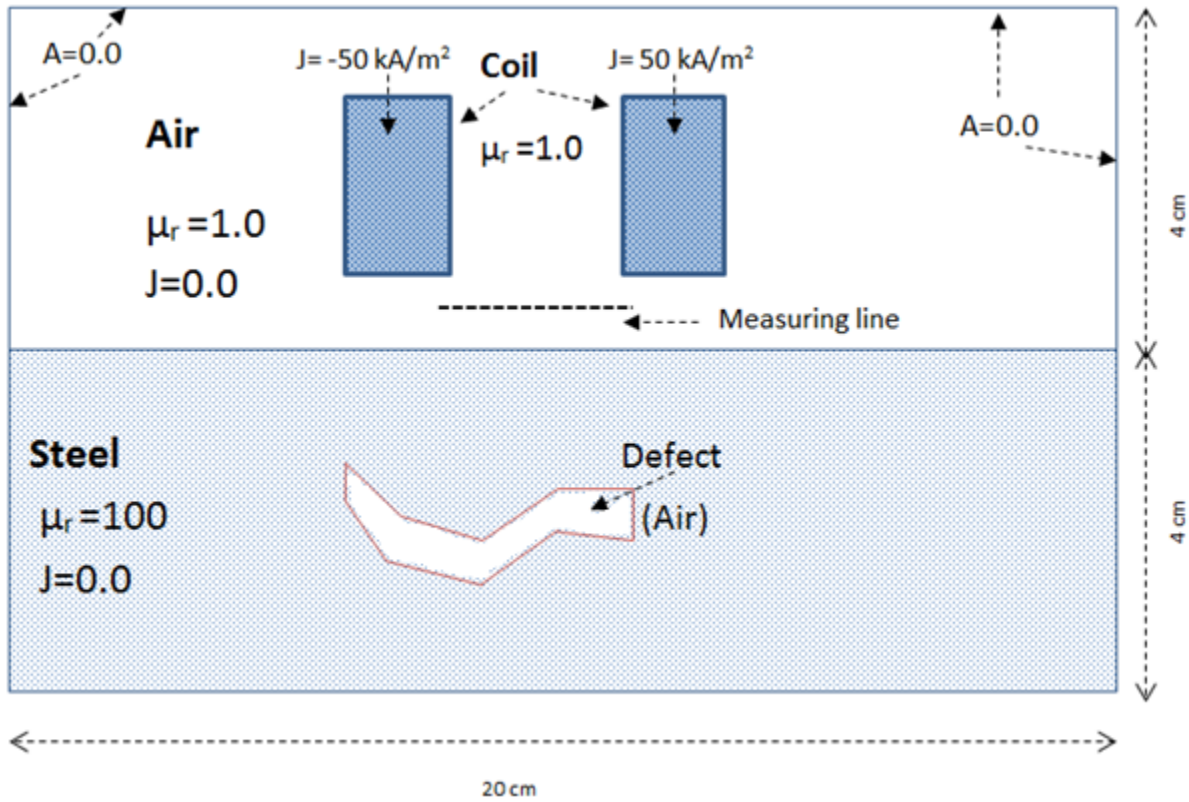 A=0.0
J= -50 kA/m²
Coil
J= 50 kA/m²
Air
μᵣ =1.0
A=0.0
μᵣ =1.0
J=0.0
4 cm
Measuring line
Steel
μᵣ =100
J=0.0
Defect
(Air)
4 cm
20 cm